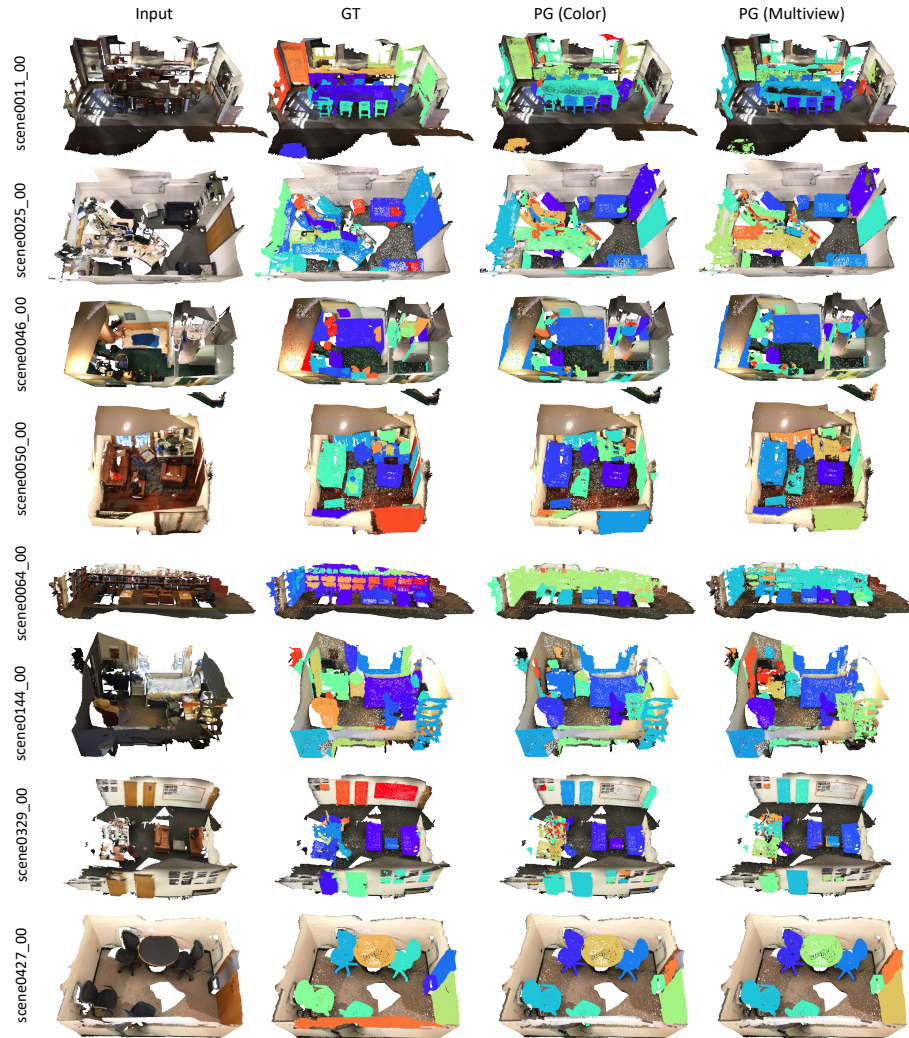 Input GT PG (Color) PG (Multiview)
scene0011_00
scene0025_00
scene0046_00
scene0050_00
scene0064_00
scene0144_00
scene0329_00
scene0427_00